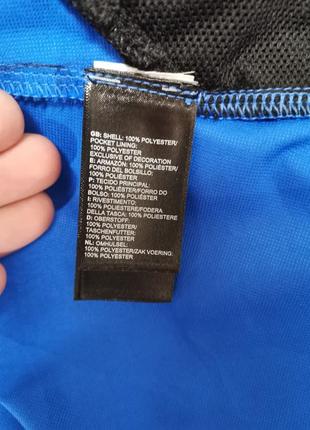 GB: SHELL: 100% POLYESTER/
POCKET LINING:
100% POLYESTER
EXCLUSIVE OF DECORATION
E: ARMAZÓN: 100% POLIÉSTER/
FORRO DEL BOLSILLO:
100% POLIÉSTER
P: TECIDO PRINCIPAL:
100% POLIÉSTER/FORRO DO
BOLSO: 100% POLIÉSTER
I: RIVESTIMENTO:
100% POLIESTERE/FODERA
DELLA TASCA: 100% POLIESTERE
D: OBERSTOFF:
100% POLYESTER/
TASCHENFUTTER:
100% POLYESTER
NL: OMHULSEL:
100% POLYESTER/ZAK VOERING:
100% POLYESTER